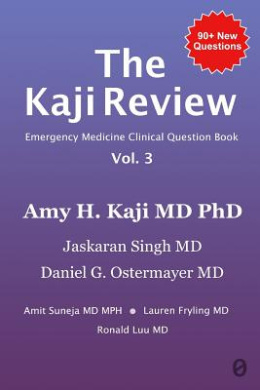 90+ New
Questions
The
Kaji Review
Emergency Medicine Clinical Question Book
Vol. 3
Amy H. Kaji MD PhD
Jaskaran Singh MD
Daniel G. Ostermayer MD
Amit Suneja MD MPH ● Lauren Fryling MD
Ronald Luu MD